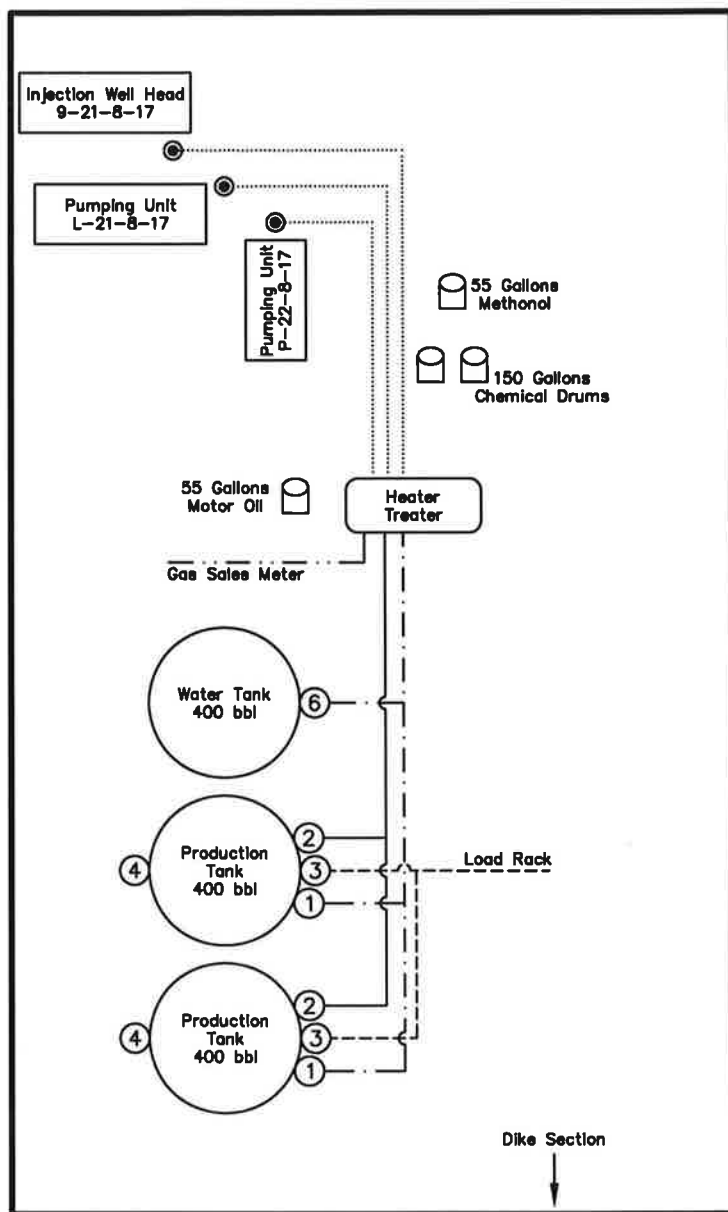 Injection Well Head
9-21-8-17
Pumping Unit
L-21-8-17
Pumping Unit
P-22-8-17
55 Gallons
Methonol
150 Gallons
Chemical Drums
55 Gallons
Motor Oil
Heater
Treater
Gas Sales Meter
Water Tank
400 bbl
6
2
4
Production
Tank
400 bbl
3
Load Rack
1
2
4
Production
Tank
400 bbl
3
1
Dike Section